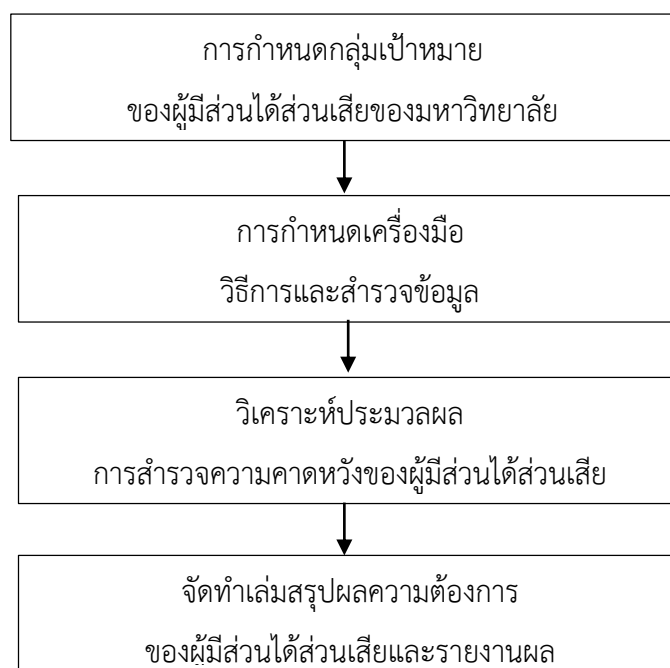 การกำหนดกลุ่มเป้าหมาย
ของผู้มีส่วนได้ส่วนเสียของมหาวิทยาลัย
การกำหนดเครื่องมือ
วิธีการและสำรวจข้อมูล
วิเคราะห์ประมวลผล
การสำรวจความคาดหวังของผู้มีส่วนได้ส่วนเสีย
จัดทำเล่มสรุปผลความต้องการ
ของผู้มีส่วนได้ส่วนเสียและรายงานผล